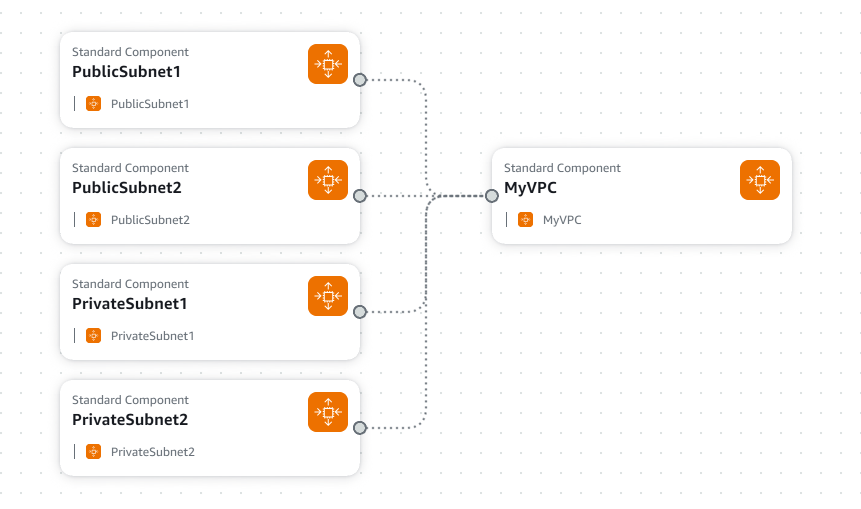 Standard Component
PublicSubnet1
PublicSubnet1
Standard Component
PublicSubnet2
PublicSubnet2
Standard Component
PrivateSubnet1
PrivateSubnet1
Standard Component
PrivateSubnet2
PrivateSubnet2
Standard Component
MyVPC
MyVPC